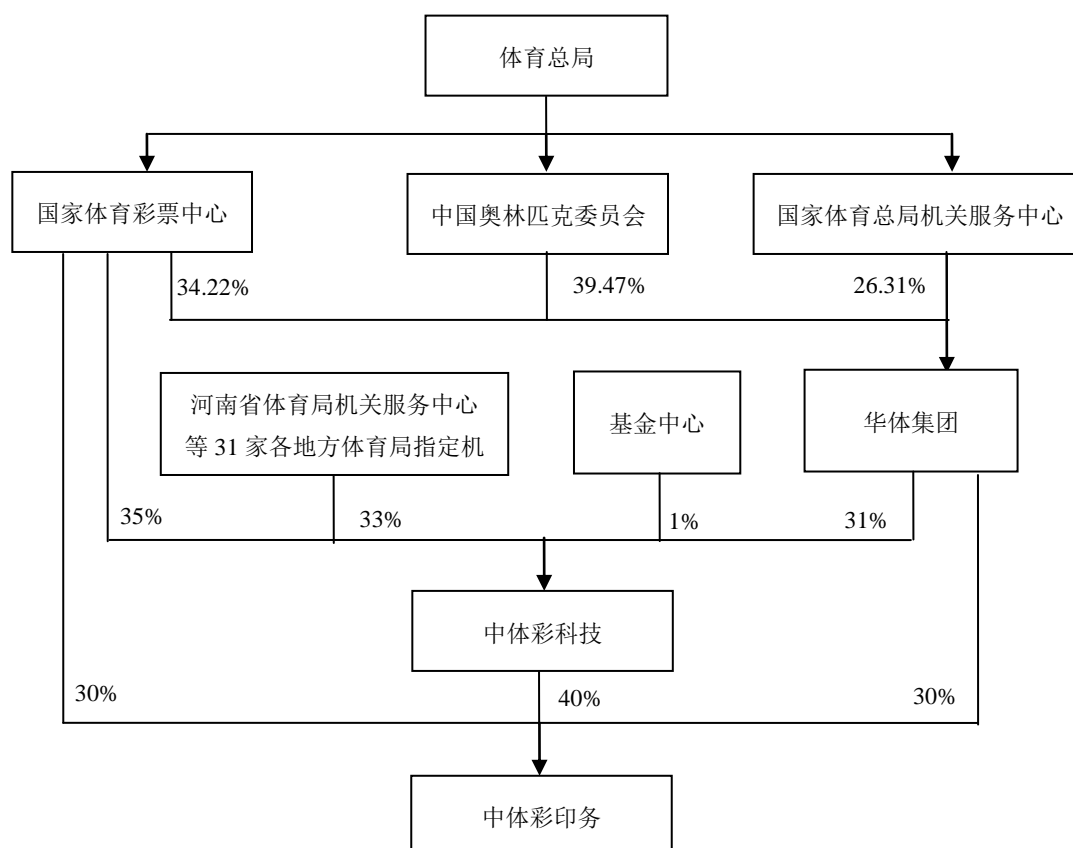 体育总局
国家体育彩票中心
中国奥林匹克委员会
国家体育总局机关服务中心
34.22%
39.47%
26.31%
河南省体育局机关服务中心
等 31 家各地方体育局指定机
基金中心
华体集团
35%
33%
1%
31%
中体彩科技
30%
40%
30%
中体彩印务